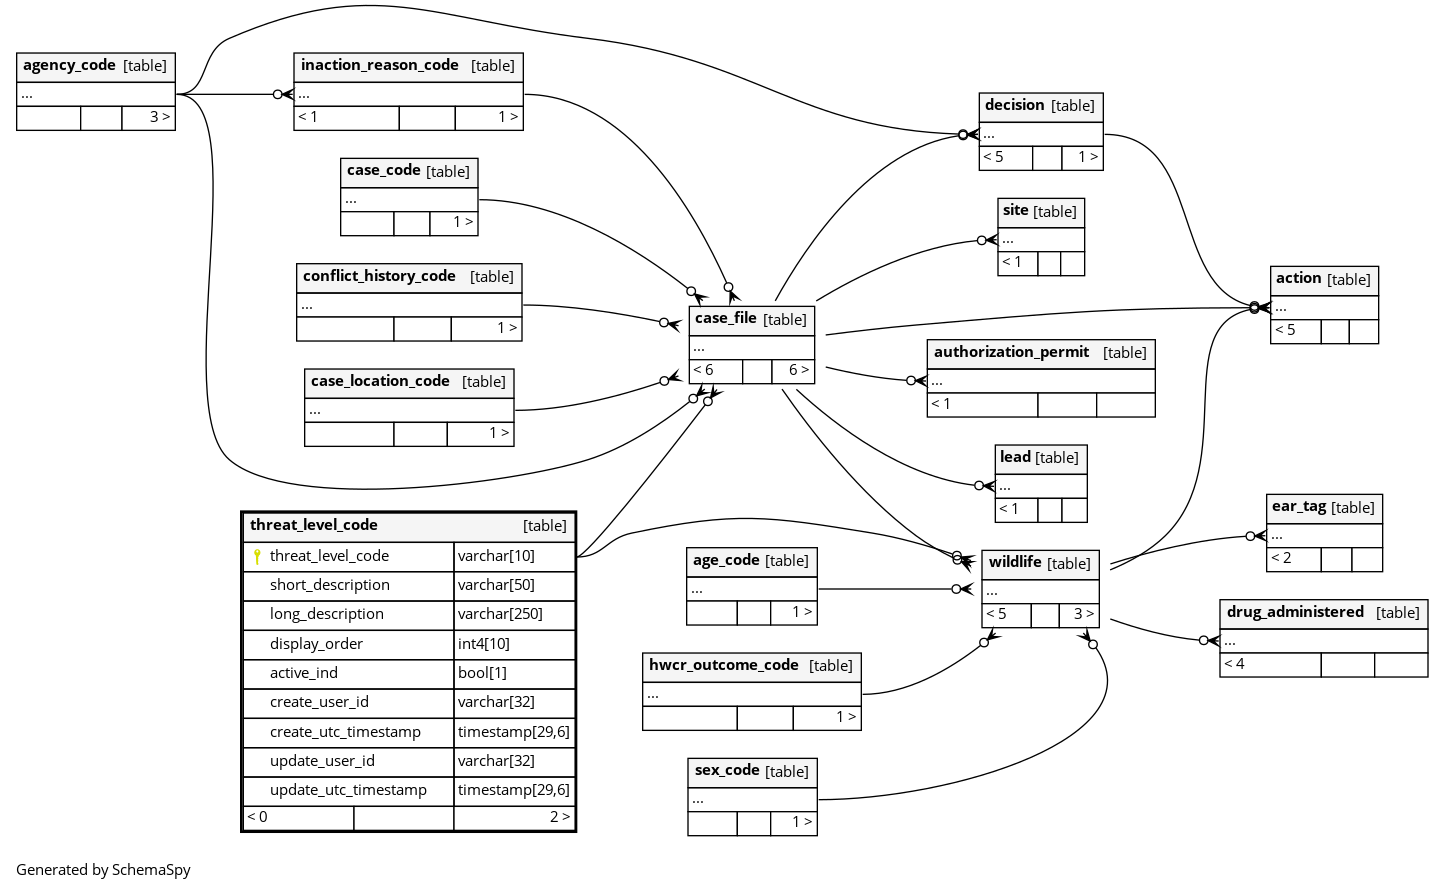 agency_code [table]
...
3 >
inaction_reason_code [table]
...
< 1 1 >
case_code [table]
...
1 >
conflict_history_code [table]
...
1 >
case_location_code [table]
...
1 >
threat_level_code [table]
threat_level_code varchar[10]
short_description varchar[50]
long_description varchar[250]
display_order int4[10]
active_ind bool[1]
create_user_id varchar[32]
create_utc_timestamp timestamp[29,6]
update_user_id varchar[32]
update_utc_timestamp timestamp[29,6]
< 0 2 >
case_file [table]
...
< 6 6 >
age_code [table]
...
1 >
hwcr_outcome_code [table]
...
1 >
sex_code [table]
...
1 >
decision [table]
...
< 5 1 >
site [table]
...
< 1
authorization_permit [table]
...
< 1
lead [table]
...
< 1
wildlife [table]
...
< 5 3 >
action [table]
...
< 5
ear_tag [table]
...
< 2
drug_administered [table]
...
< 4
Generated by SchemaSpy